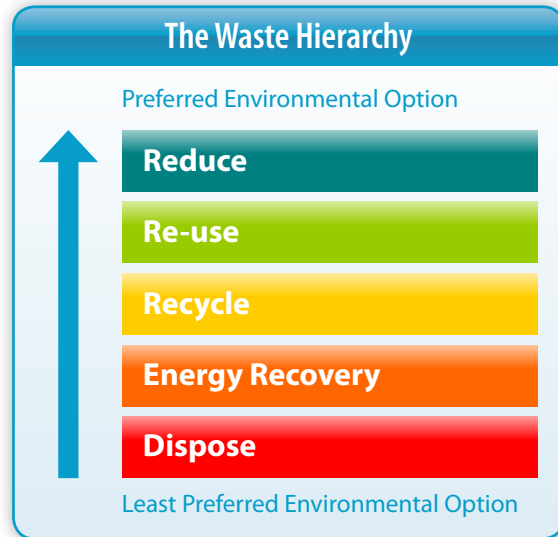 The Waste Hierarchy
Preferred Environmental Option
Reduce
Re-use
Recycle
Energy Recovery
Dispose
Least Preferred Environmental Option